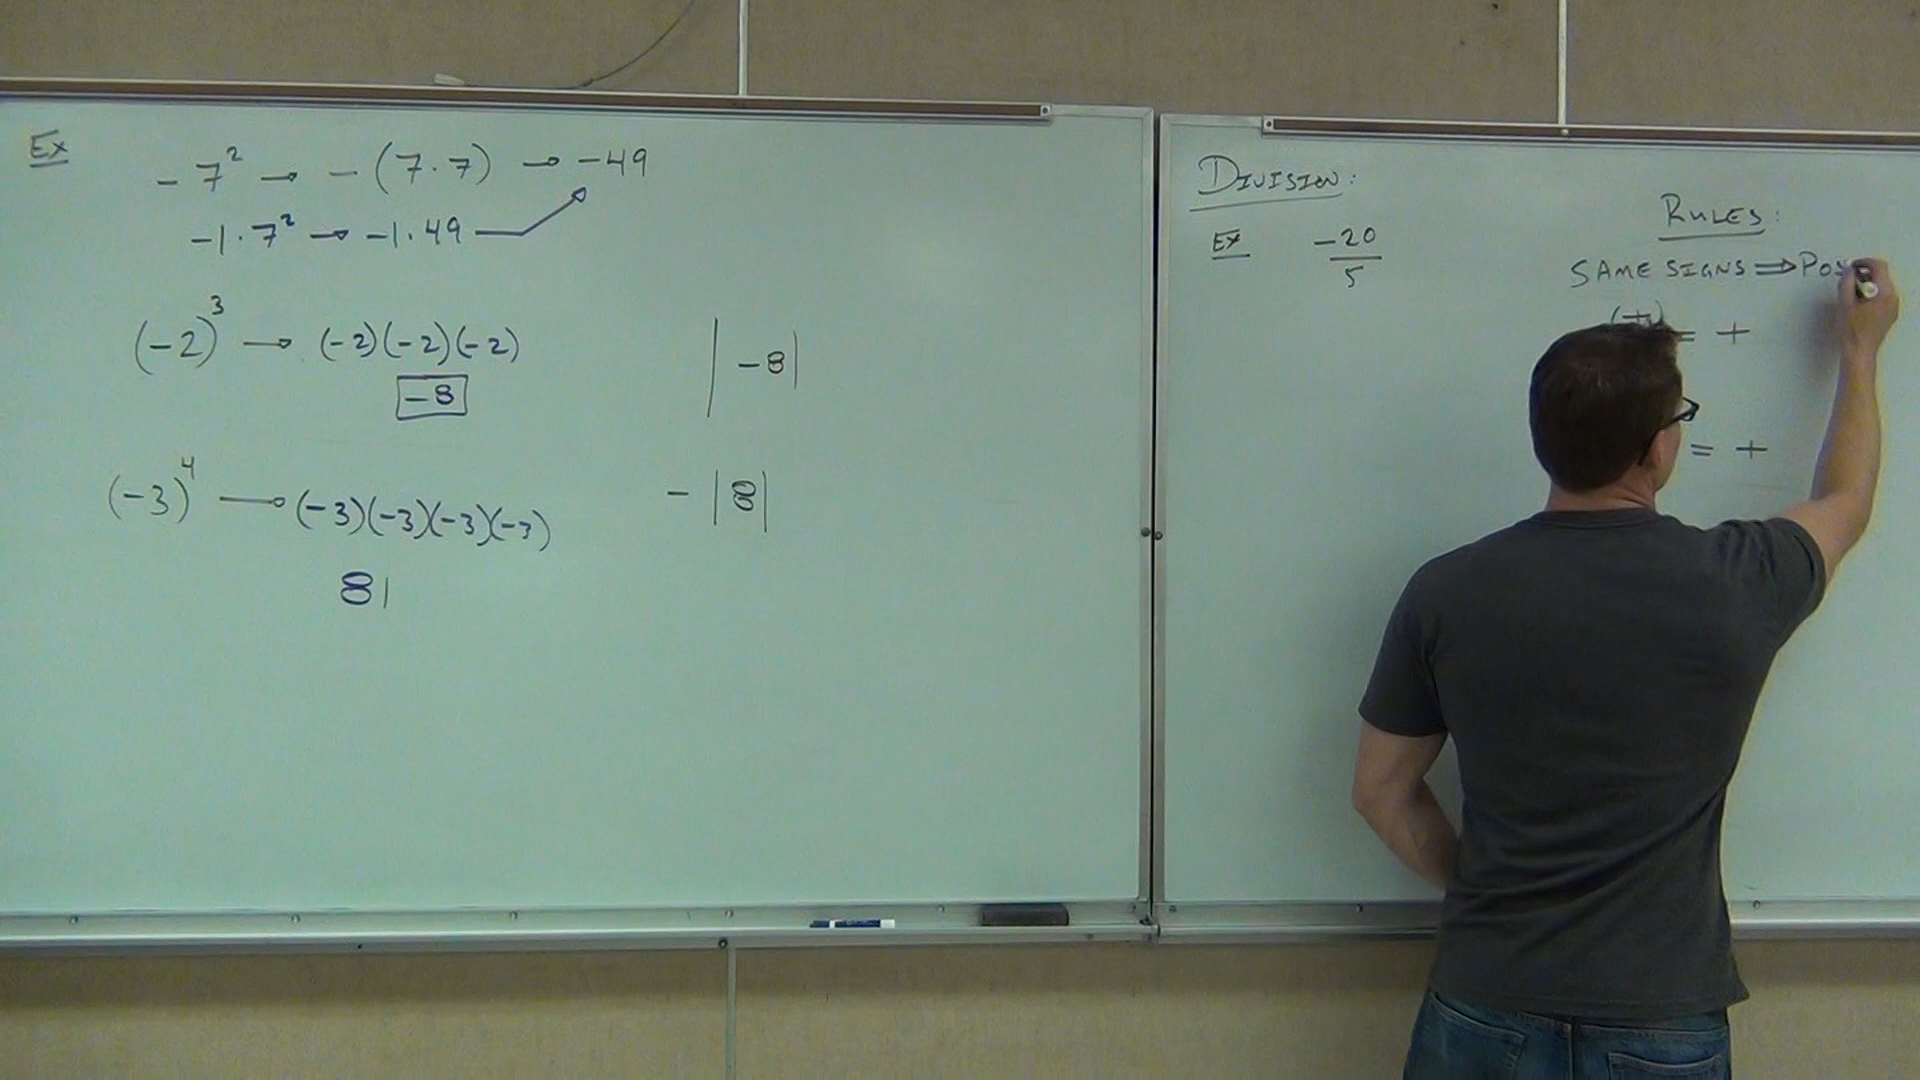 Ex
-7² → -(7·7) → -49
-1·7² → -1·49
(-2)³ → (-2)(-2)(-2)
-8
(-3)⁴ → (-3)(-3)(-3)(-3)
81
|-8|
-|8|
DIVISION:
Ex -20/5
RULES:
SAME SIGNS ⇒ POS
= +
= +